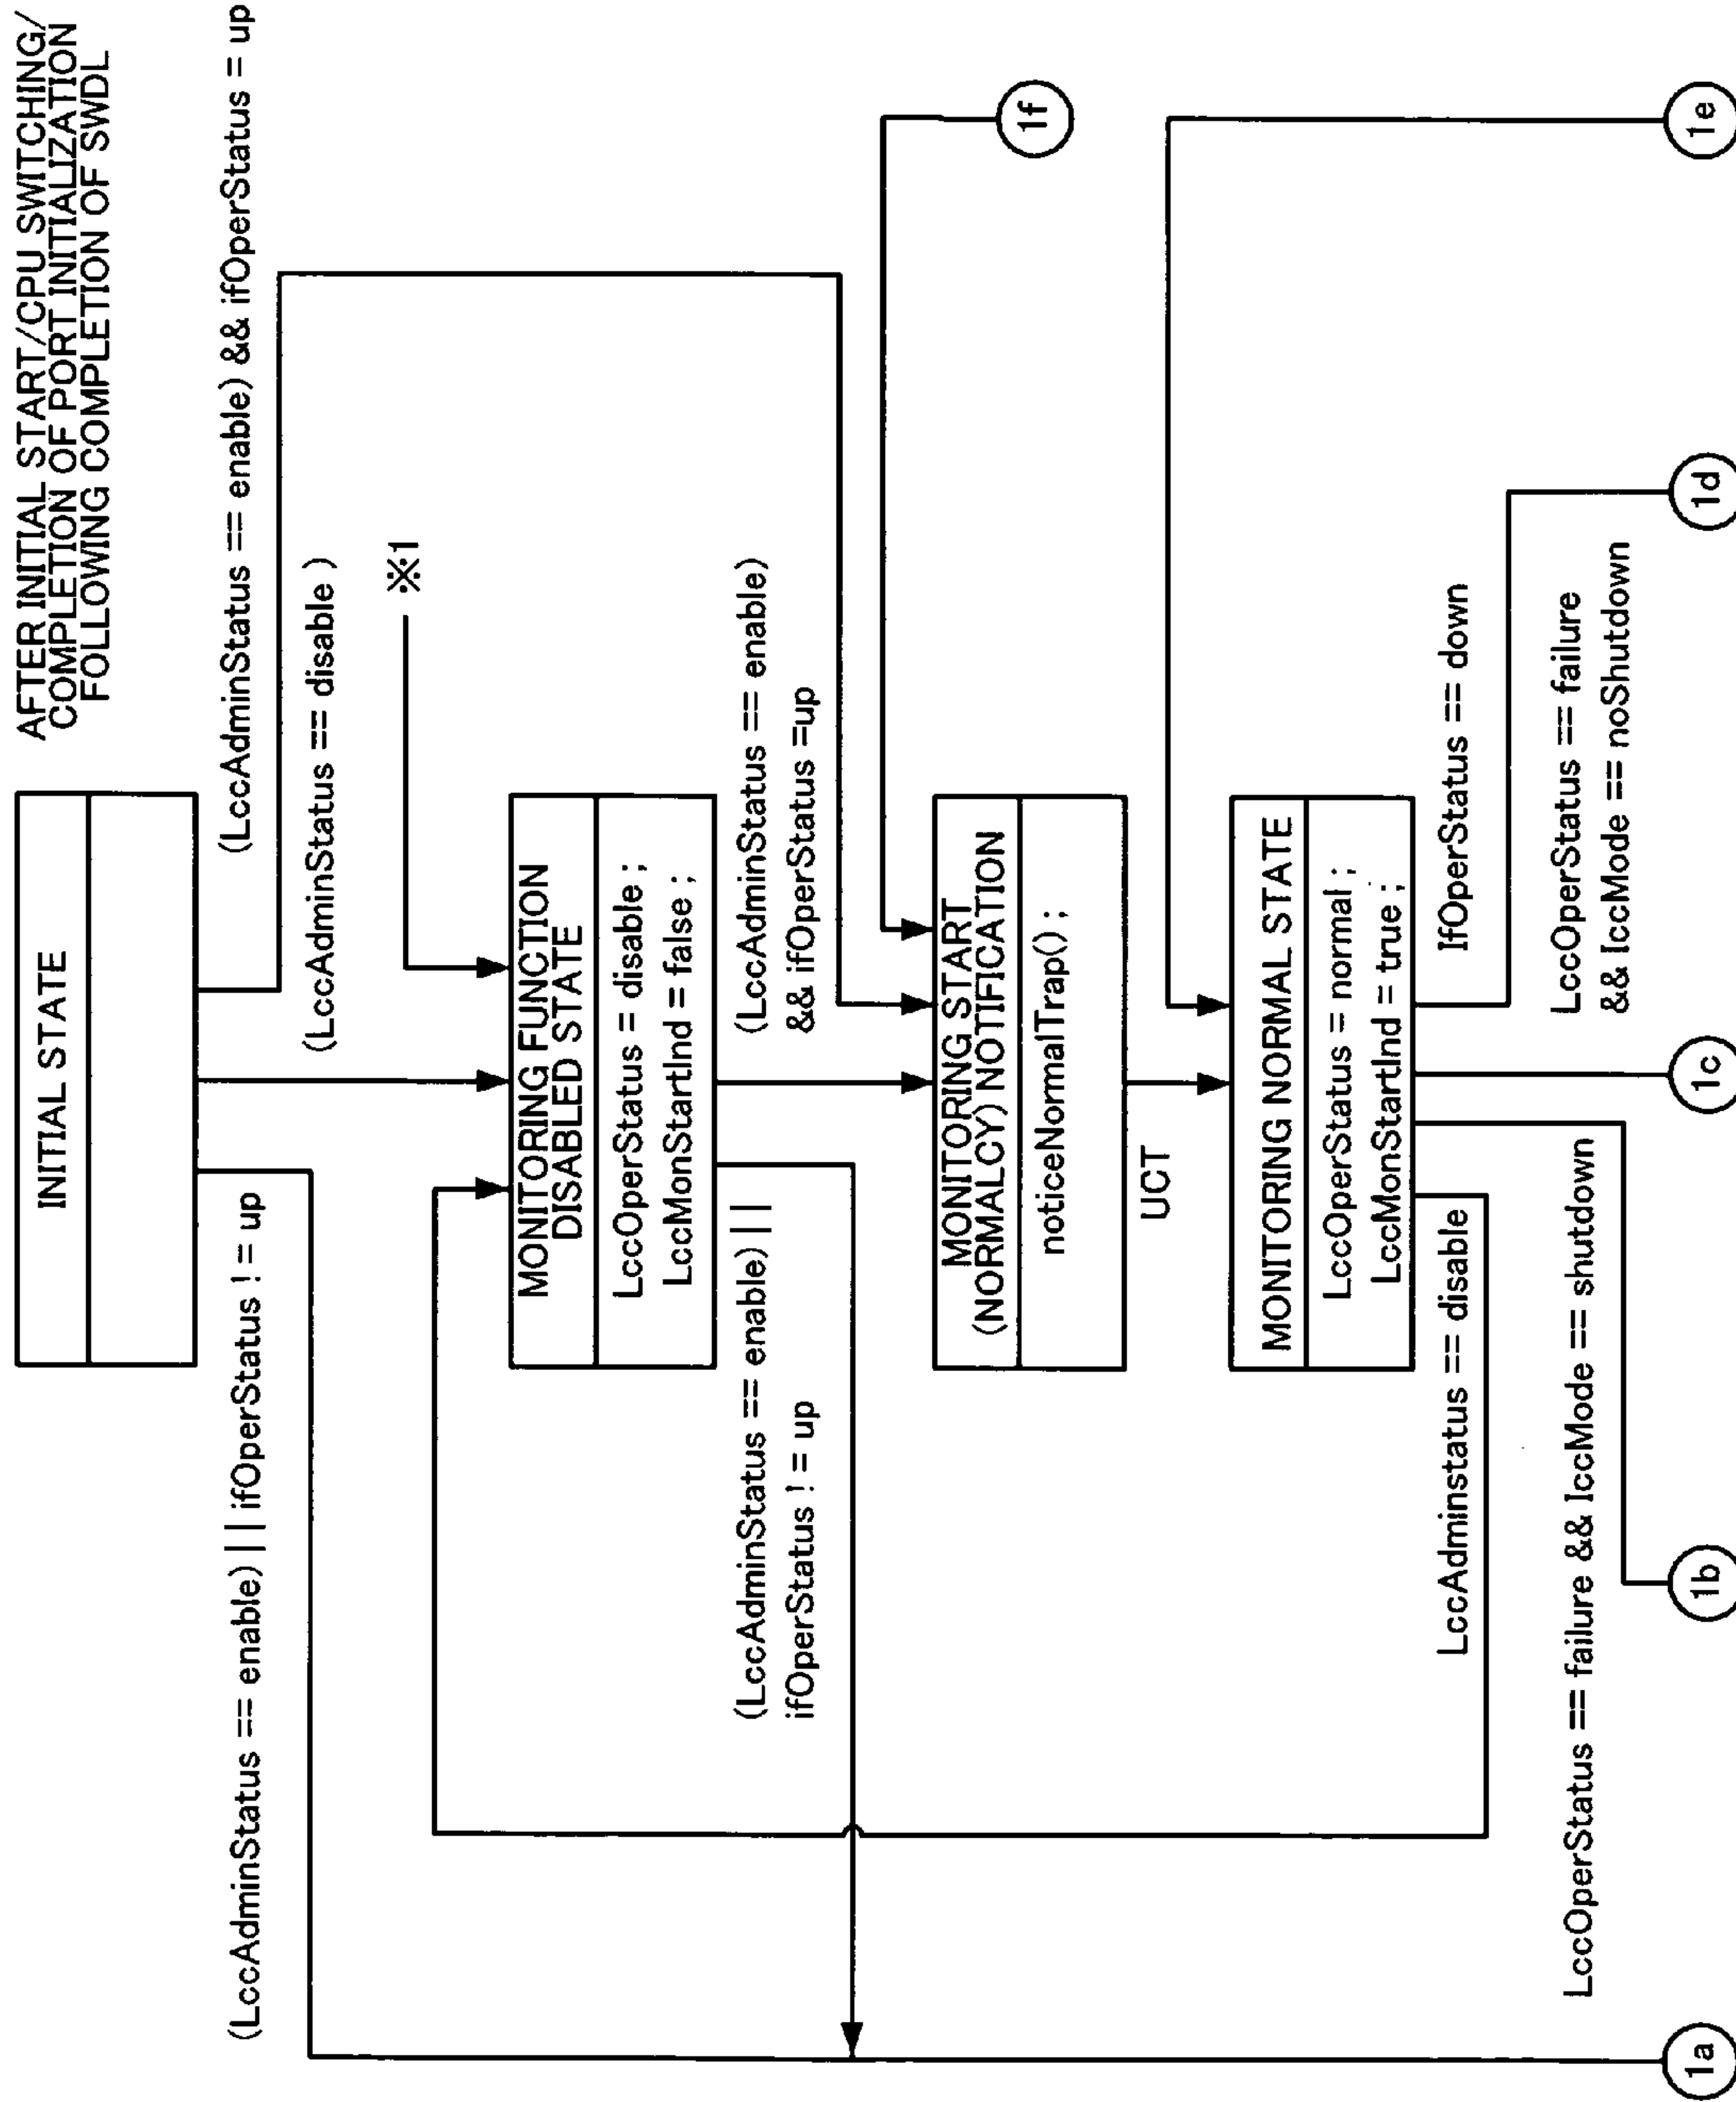 AFTER INITIAL START/CPU SWITCHING/
COMPLETION OF PORT INITIALIZATION
FOLLOWING COMPLETION OF SWDL
INITIAL STATE
(LccAdminStatus == enable) || ifOperStatus ! = up
(LccAdminStatus == enable) && ifOperStatus = up
(LccAdminStatus == disable )
※1
MONITORING FUNCTION
DISABLED STATE
LccOperStatus = disable ;
LccMonStartInd = false ;
(LccAdminStatus == enable) ||
ifOperStatus ! = up
(LccAdminStatus == enable)
&& ifOperStatus =up
MONITORING START
(NORMALCY) NOTIFICATION
noticeNormalTrap() ;
1f
UCT
MONITORING NORMAL STATE
LccOperStatus = normal ;
LccMonStartInd = true ;
LccAdminstatus == disable
IfOperStatus == down
LccOperStatus == failure && IccMode == shutdown
LccOperStatus == failure
&& IccMode == noShutdown
1a
1b
1c
1d
1e